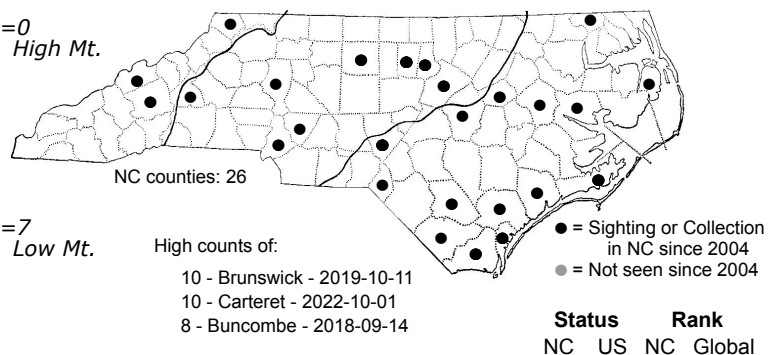 =0
High Mt.
NC counties: 26
=7
Low Mt.
High counts of:
10 - Brunswick - 2019-10-11
10 - Carteret - 2022-10-01
8 - Buncombe - 2018-09-14
● = Sighting or Collection
in NC since 2004
● = Not seen since 2004
Status Rank
NC US NC Global